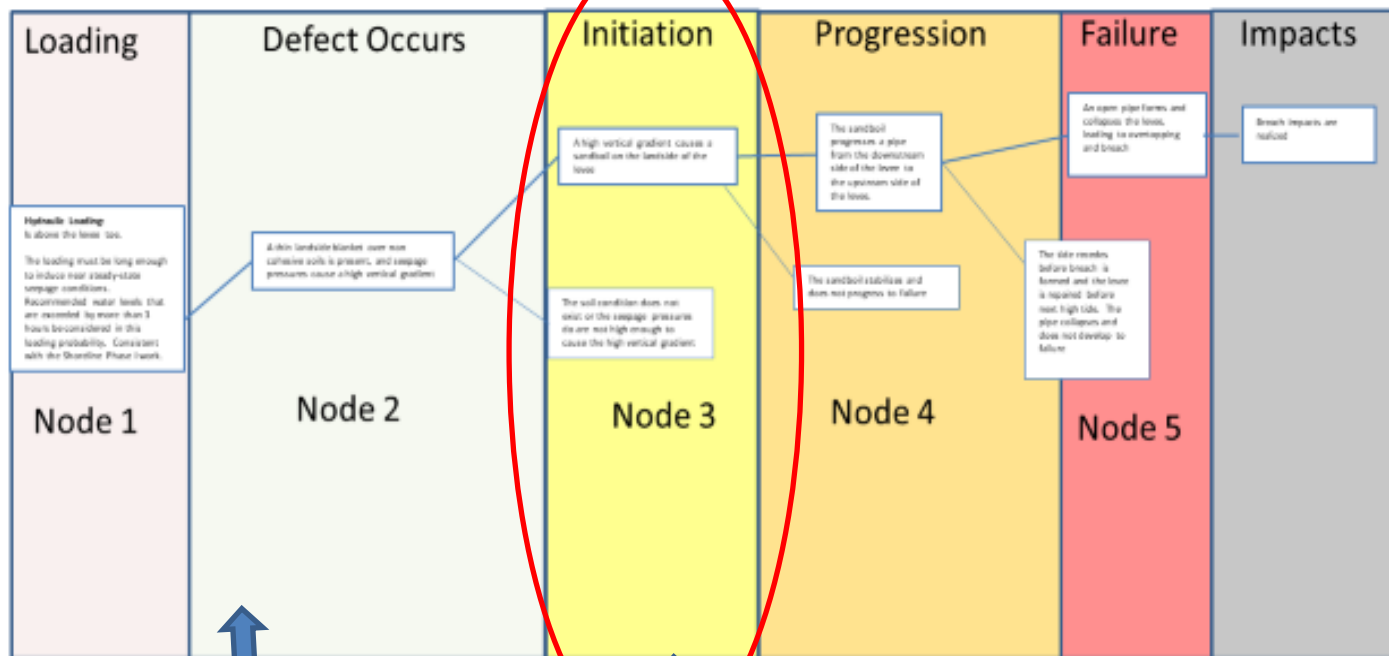 Loading
Defect Occurs
Initiation
Progression
Failure
Impacts
Hydraulic Loading:
Is above the levee toe.
The loading must be long enough
to induce near steady-state
seepage conditions.
Recommended water levels that
are exceeded by more than 3
hours be considered in this
loading probability. Consistent
with the Shoreline Phase I work.
A thin landside blanket over non
cohesive soils is present, and seepage
pressures cause a high vertical gradient
A high vertical gradient causes a
sandboil on the landside of the
levee
The soil condition does not
exist or the seepage pressures
do are not high enough to
cause the high vertical gradient
The sandboil
progresses a pipe
from the downstream
side of the levee to
the upstream side of
the levee.
The sandboil stabilizes and
does not progress to failure
An open pipe forms and
collapses the levee,
leading to overtopping
and breach
The tide recedes
before breach is
formed and the levee
is repaired before
next high tide. The
pipe collapses and
does not develop to
failure
Breach impacts are
realized
Node 1
Node 2
Node 3
Node 4
Node 5